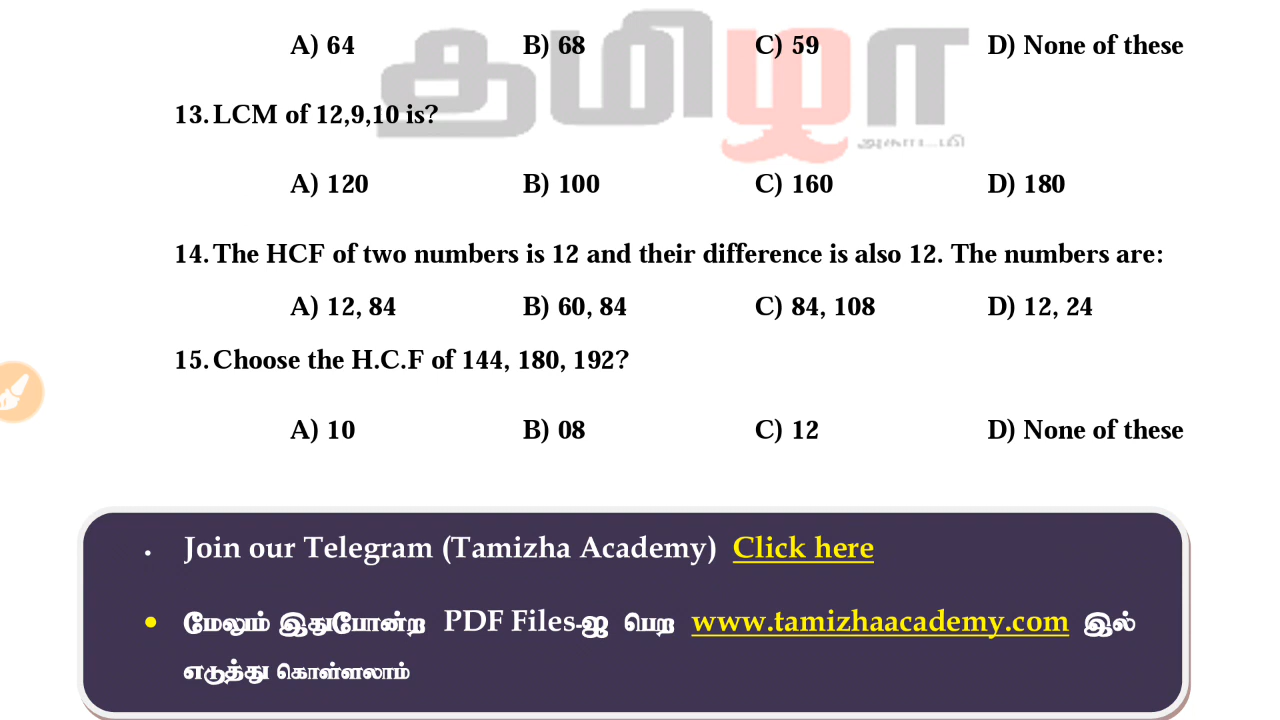 தமிழா
அகாடமி
A) 64 B) 68 C) 59 D) None of these
13. LCM of 12,9,10 is?
A) 120 B) 100 C) 160 D) 180
14. The HCF of two numbers is 12 and their difference is also 12. The numbers are:
A) 12, 84 B) 60, 84 C) 84, 108 D) 12, 24
15. Choose the H.C.F of 144, 180, 192?
A) 10 B) 08 C) 12 D) None of these
• Join our Telegram (Tamizha Academy) Click here
• மேலும் இதுபோன்ற PDF Files-ஐ பெற www.tamizhaacademy.com இல்
எடுத்து கொள்ளலாம்